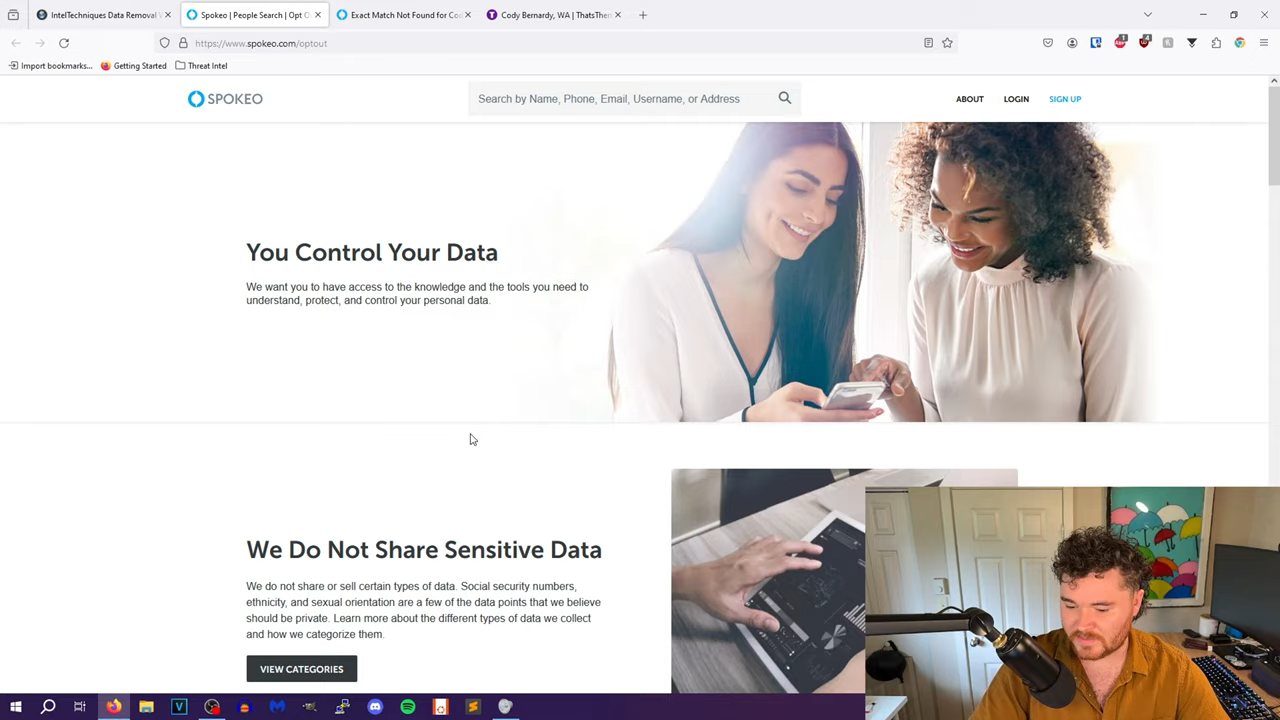 IntelTechniques Data Removal
Spokeo | People Search | Opt O
Exact Match Not Found for Co
Cody Bernardy, WA | ThatsThem
https://www.spokeo.com/optout
Import bookmarks...
Getting Started
Threat Intel
SPOKEO
Search by Name, Phone, Email, Username, or Address
ABOUT
LOGIN
SIGN UP
You Control Your Data
We want you to have access to the knowledge and the tools you need to
understand, protect, and control your personal data.
We Do Not Share Sensitive Data
We do not share or sell certain types of data. Social security numbers,
ethnicity, and sexual orientation are a few of the data points that we believe
should be private. Learn more about the different types of data we collect
and how we categorize them.
VIEW CATEGORIES